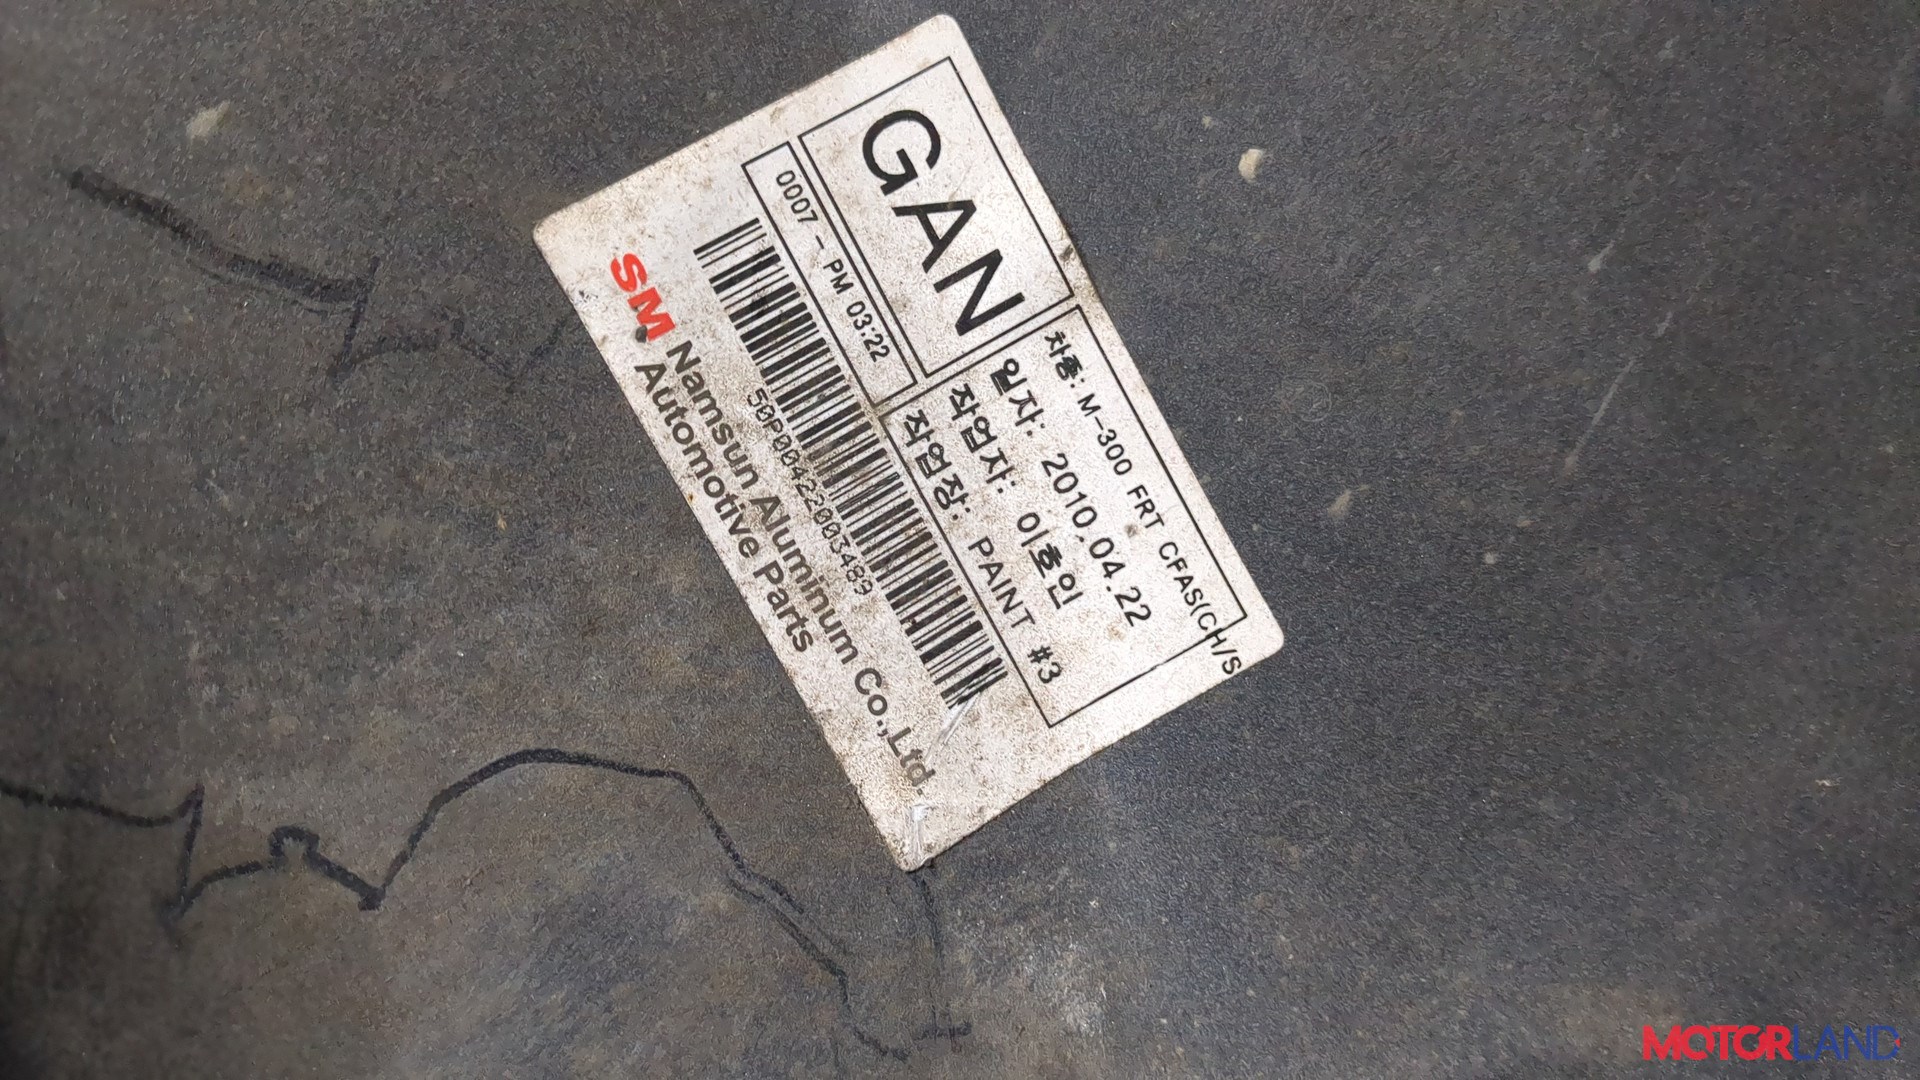 GAN
0007 - PM 03:22
차종: M-300 FRT CFAS(CH/S
일자: 2010.04.22
작업자: 이호인
작업장: PAINT #3
50P004220003489
SM Namsun Aluminum Co.,Ltd.
Automotive Parts
MOTORLAND